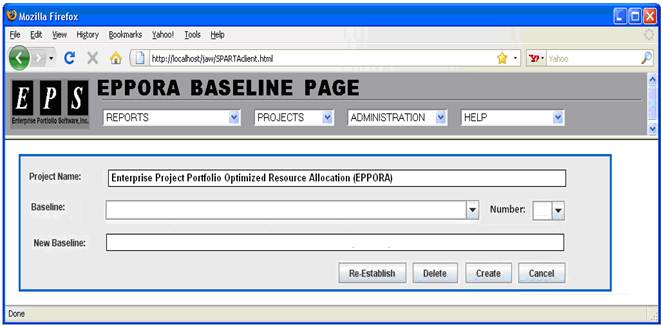 Mozilla Firefox
File Edit View History Bookmarks Yahoo! Tools Help
http://localhost/jaw/SPARTAclient.html
Yahoo
EPS
Enterprise Portfolio Software,Inc.
EPPORA BASELINE PAGE
REPORTS PROJECTS ADMINISTRATION HELP
Project Name: Enterprise Project Portfolio Optimized Resource Allocation (EPPORA)
Baseline: Number:
New Baseline:
Re-Establish Delete Create Cancel
Done